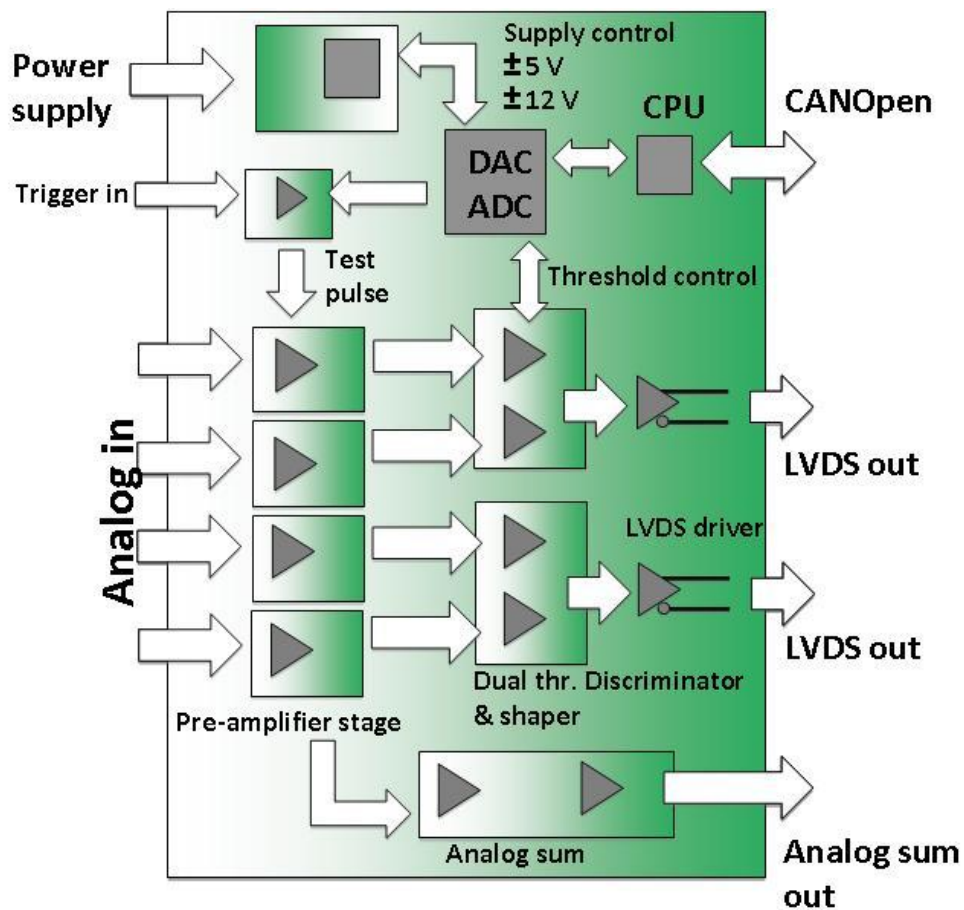 Supply control
±5 V
±12 V
Power
supply
CPU
CANOpen
DAC
ADC
Trigger in
Test
pulse
Threshold control
Analog in
LVDS out
LVDS driver
LVDS out
Dual thr. Discriminator
& shaper
Pre-amplifier stage
Analog sum
Analog sum
out